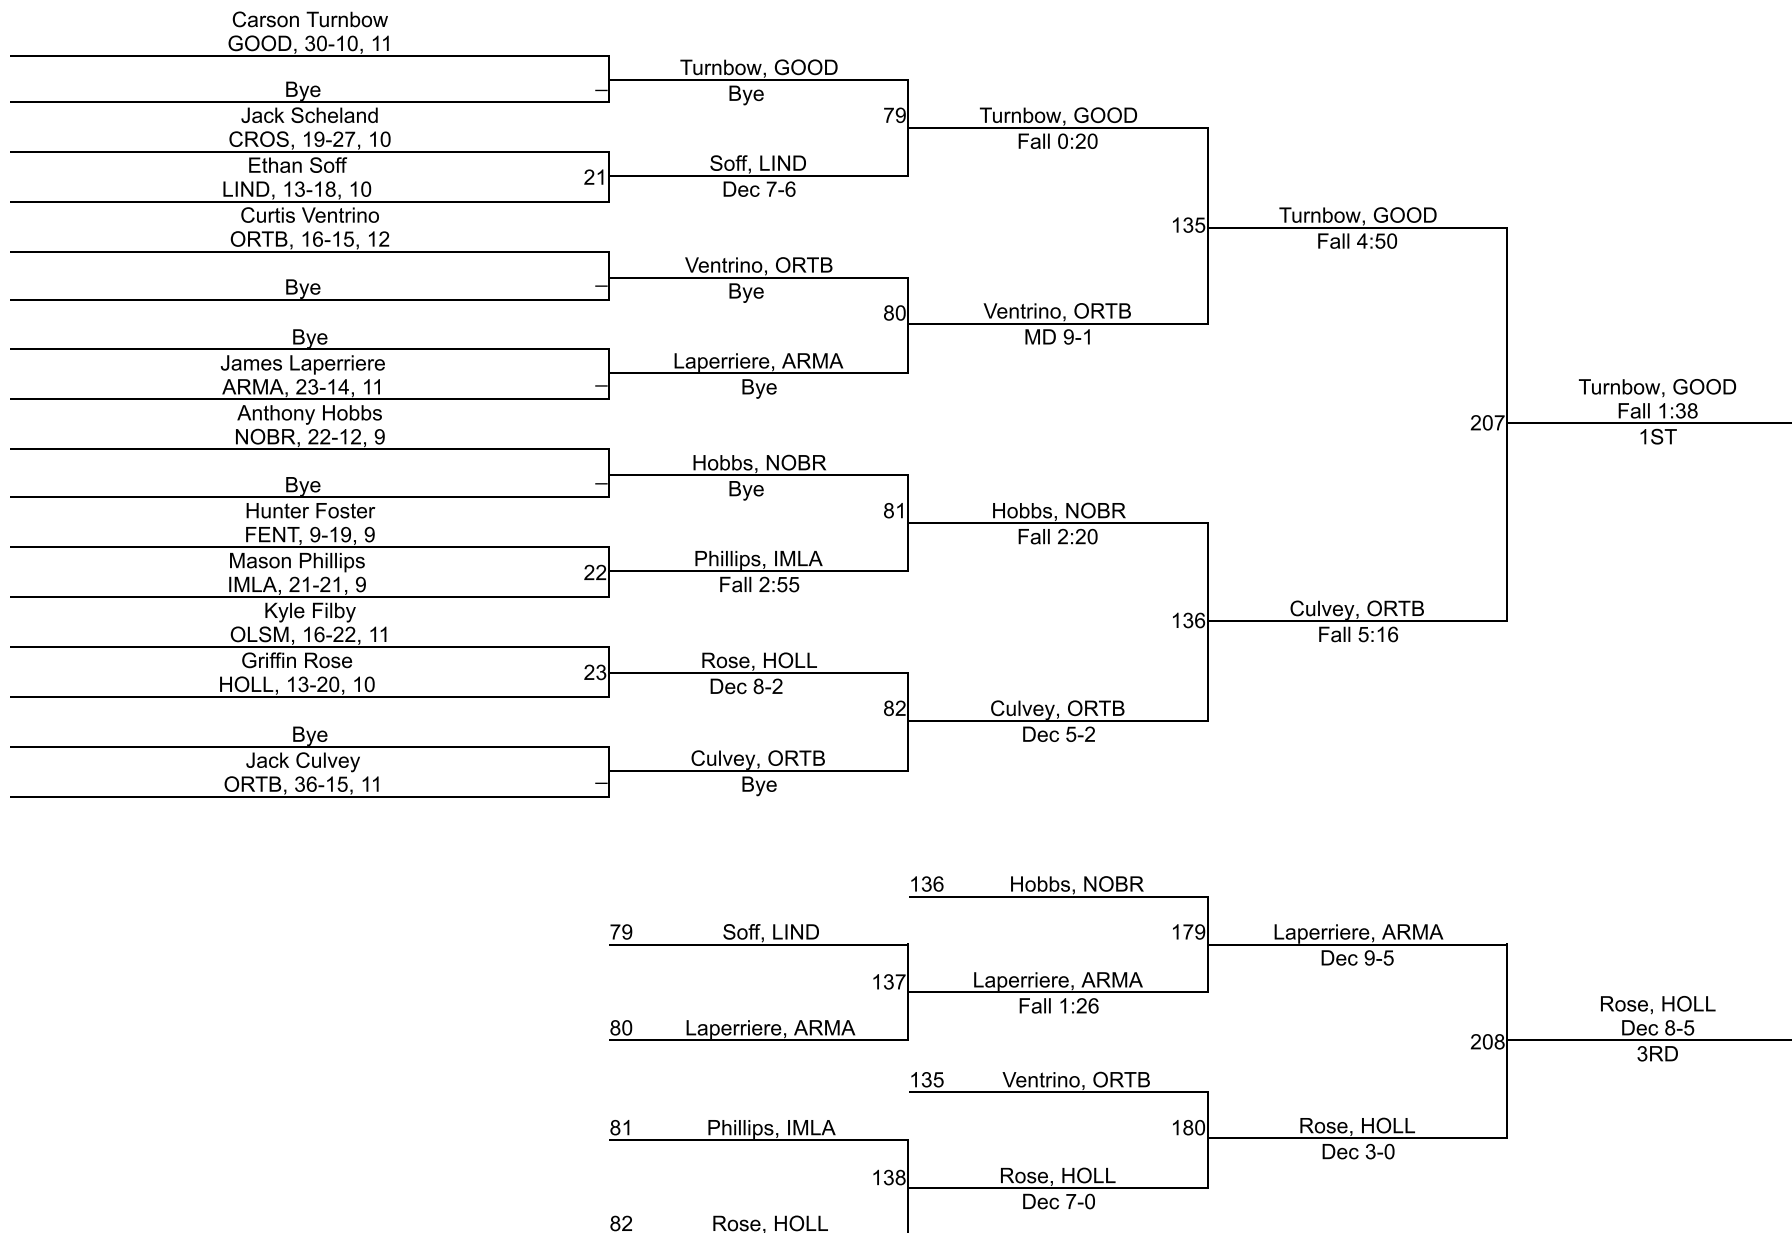 Carson Turnbow
GOOD, 30-10, 11
Bye
Jack Scheland
CROS, 19-27, 10
Ethan Soff
LIND, 13-18, 10
21
Curtis Ventrino
ORTB, 16-15, 12
Bye
Bye
James Laperriere
ARMA, 23-14, 11
Anthony Hobbs
NOBR, 22-12, 9
Bye
Hunter Foster
FENT, 9-19, 9
Mason Phillips
IMLA, 21-21, 9
22
Kyle Filby
OLSM, 16-22, 11
Griffin Rose
HOLL, 13-20, 10
23
Bye
Jack Culvey
ORTB, 36-15, 11
Turnbow, GOOD
Bye
79
Soff, LIND
Dec 7-6
Ventrino, ORTB
Bye
80
Laperriere, ARMA
Bye
Hobbs, NOBR
Bye
81
Phillips, IMLA
Fall 2:55
Rose, HOLL
Dec 8-2
82
Culvey, ORTB
Bye
Turnbow, GOOD
Fall 0:20
135
Ventrino, ORTB
MD 9-1
Hobbs, NOBR
Fall 2:20
136
Culvey, ORTB
Dec 5-2
Turnbow, GOOD
Fall 4:50
207
Culvey, ORTB
Fall 5:16
Turnbow, GOOD
Fall 1:38
1ST
136 Hobbs, NOBR
79 Soff, LIND
179
Laperriere, ARMA
Dec 9-5
137
Laperriere, ARMA
Fall 1:26
80 Laperriere, ARMA
208
Rose, HOLL
Dec 8-5
3RD
135 Ventrino, ORTB
81 Phillips, IMLA
180
Rose, HOLL
Dec 3-0
138
Rose, HOLL
Dec 7-0
82 Rose, HOLL